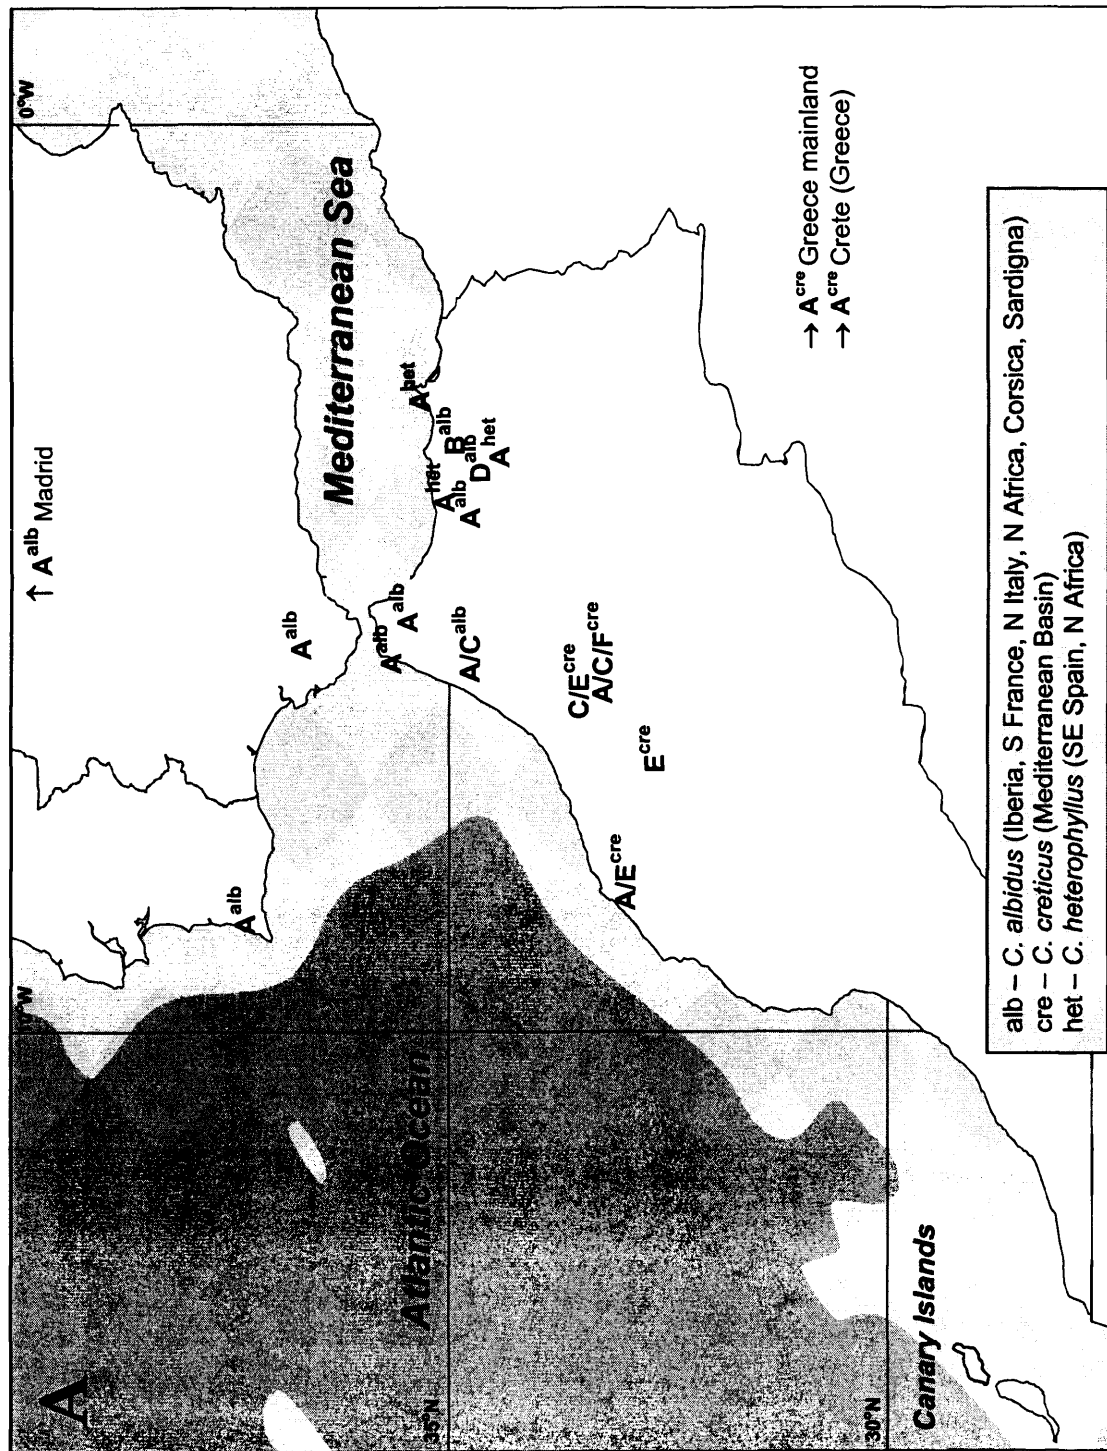 A
↑ A^alb Madrid
0°W
A^alb
A^alb
Mediterranean Sea
Atlantic Ocean
A^alb
A^alb
A^het
35°N
A^het
A^alb
B^alb
A/C^alb
D^alb
A^het
C/E^cre
A/C/F^cre
A/E^cre
E^cre
→ A^cre Greece mainland
→ A^cre Crete (Greece)
30°N
Canary Islands
alb – C. albidus (Iberia, S France, N Italy, N Africa, Corsica, Sardigna)
cre – C. creticus (Mediterranean Basin)
het – C. heterophyllus (SE Spain, N Africa)